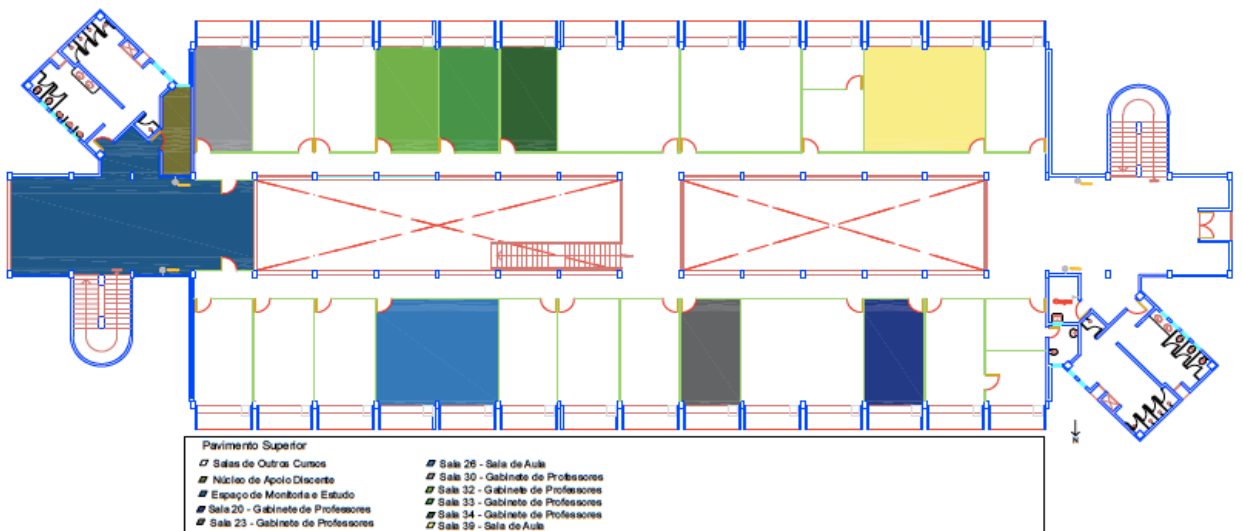 N
Pavimento Superior
Salas de Outros Cursos
Núcleo de Apoio Discente
Espaço de Monitoria e Estudo
Sala 20 - Gabinete de Professores
Sala 23 - Gabinete de Professores
Sala 26 - Sala de Aula
Sala 30 - Gabinete de Professores
Sala 32 - Gabinete de Professores
Sala 33 - Gabinete de Professores
Sala 34 - Gabinete de Professores
Sala 39 - Sala de Aula